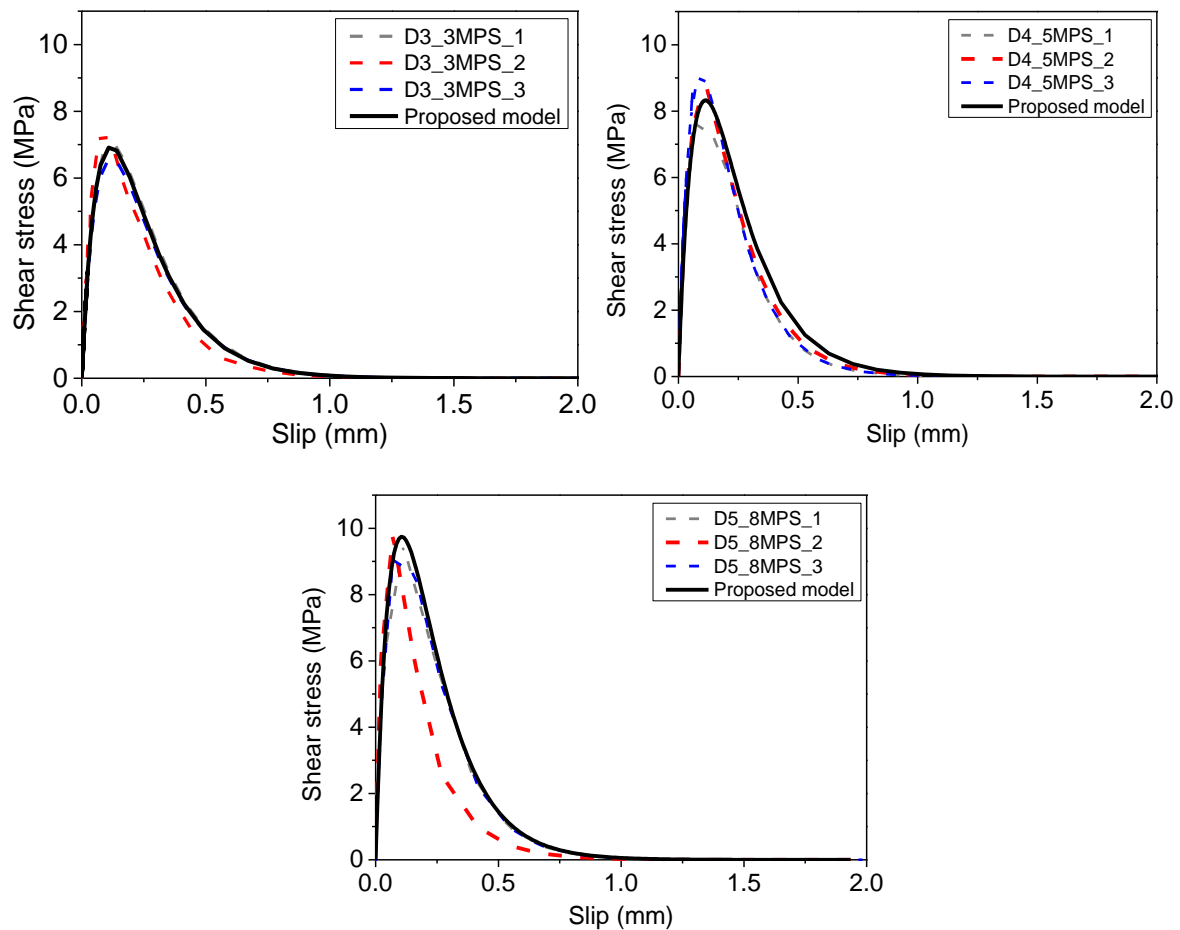 D3_3MPS_1
D3_3MPS_2
D3_3MPS_3
Proposed model
Shear stress (MPa)
10
8
6
4
2
0
0.0 0.5 1.0 1.5 2.0
Slip (mm)
D4_5MPS_1
D4_5MPS_2
D4_5MPS_3
Proposed model
Shear stress (MPa)
10
8
6
4
2
0
0.0 0.5 1.0 1.5 2.0
Slip (mm)
D5_8MPS_1
D5_8MPS_2
D5_8MPS_3
Proposed model
Shear stress (MPa)
10
8
6
4
2
0
0.0 0.5 1.0 1.5 2.0
Slip (mm)